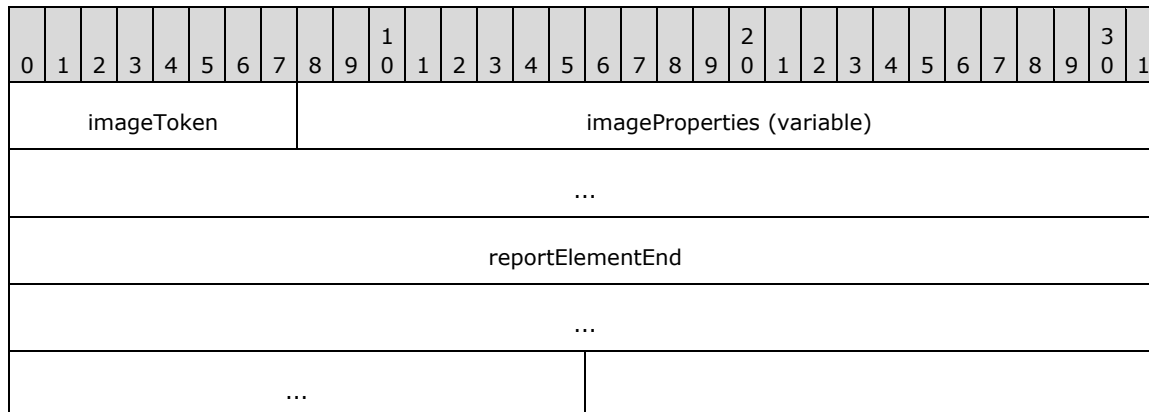 1 2 3
0 1 2 3 4 5 6 7 8 9 0 1 2 3 4 5 6 7 8 9 0 1 2 3 4 5 6 7 8 9 0 1
imageToken imageProperties (variable)
...
reportElementEnd
...
...